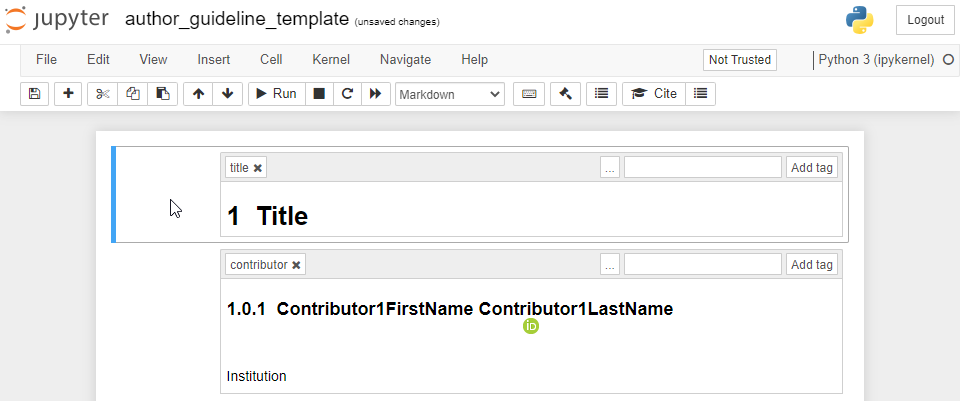 jupyter author_guideline_template (unsaved changes) Logout
File Edit View Insert Cell Kernel Navigate Help Not Trusted Python 3 (ipykernel)
Run Markdown Cite
title ... Add tag
1 Title
contributor ... Add tag
1.0.1 Contributor1FirstName Contributor1LastName
iD
Institution